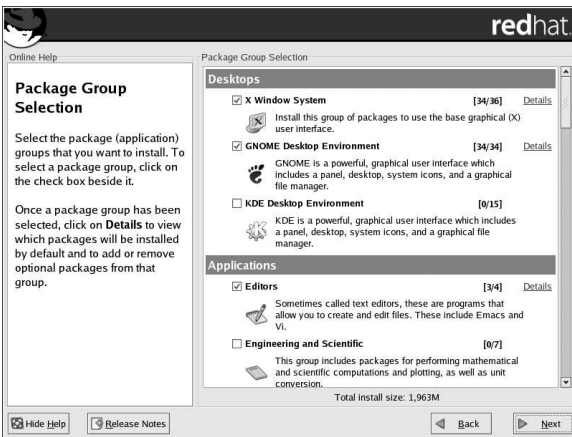 redhat.
Online Help
Package Group
Selection
Select the package (application)
groups that you want to install. To
select a package group, click on
the check box beside it.
Once a package group has been
selected, click on Details to view
which packages will be installed
by default and to add or remove
optional packages from that
group.
Package Group Selection
Desktops
X Window System [34/36] Details
Install this group of packages to use the base graphical (X)
user interface.
GNOME Desktop Environment [34/34] Details
GNOME is a powerful, graphical user interface which
includes a panel, desktop, system icons, and a graphical
file manager.
KDE Desktop Environment [0/15]
KDE is a powerful, graphical user interface which includes
a panel, desktop, system icons, and a graphical file
manager.
Applications
Editors [3/4] Details
Sometimes called text editors, these are programs that
allow you to create and edit files. These include Emacs and
Vi.
Engineering and Scientific [0/7]
This group includes packages for performing mathematical
and scientific computations and plotting, as well as unit
conversion.
Total install size: 1,963M
Hide Help Release Notes Back Next